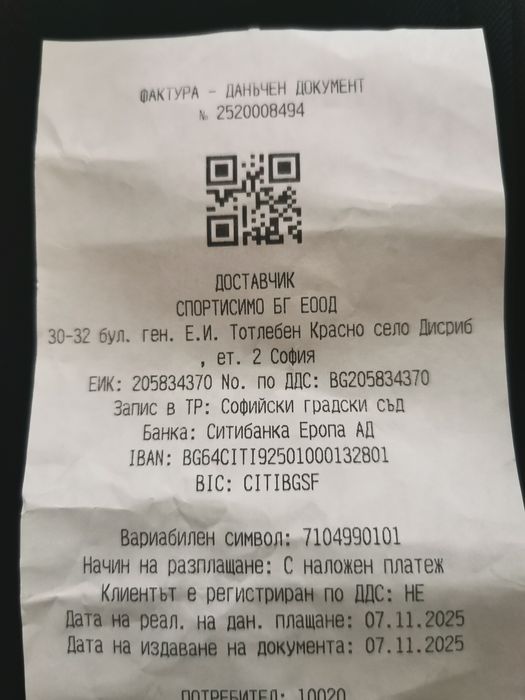 ФАКТУРА - ДАНЪЧЕН ДОКУМЕНТ
№ 2520008494
ДОСТАВЧИК
СПОРТИСИМО БГ ЕООД
30-32 бул. ген. Е.И. Тотлебен Красно село Дисриб
, ет. 2 София
ЕИК: 205834370 No. по ДДС: BG205834370
Запис в ТР: Софийски градски съд
Банка: Ситибанка Еропа АД
IBAN: BG64CITI92501000132801
BIC: CITIBGSF
Вариабилен символ: 7104990101
Начин на разплащане: С наложен платеж
Клиентът е регистриран по ДДС: НЕ
Дата на реал. на дан. плащане: 07.11.2025
Дата на издаване на документа: 07.11.2025
ПОТРЕБИТЕЛ: 10020